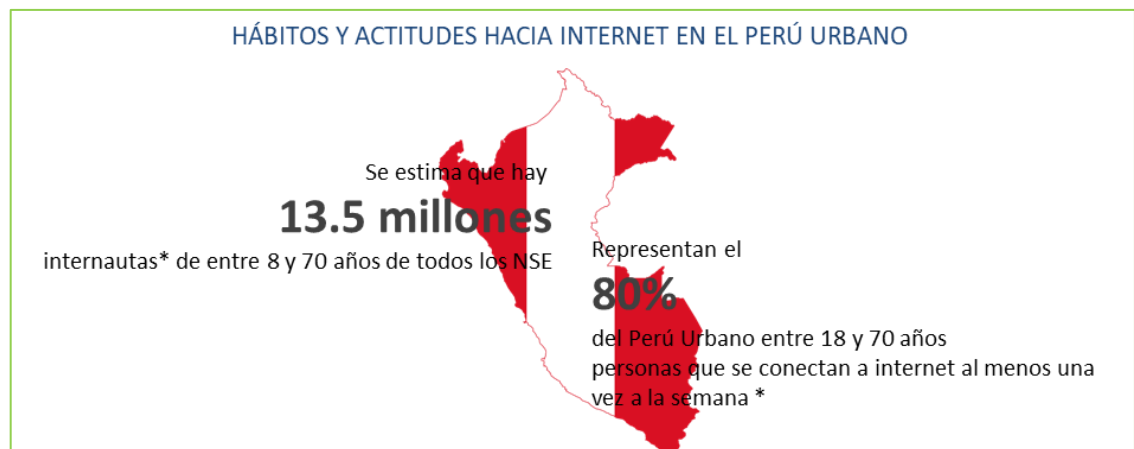 HÁBITOS Y ACTITUDES HACIA INTERNET EN EL PERÚ URBANO
Se estima que hay
13.5 millones
internautas* de entre 8 y 70 años de todos los NSE
Representan el
80%
del Perú Urbano entre 18 y 70 años
personas que se conectan a internet al menos una
vez a la semana *